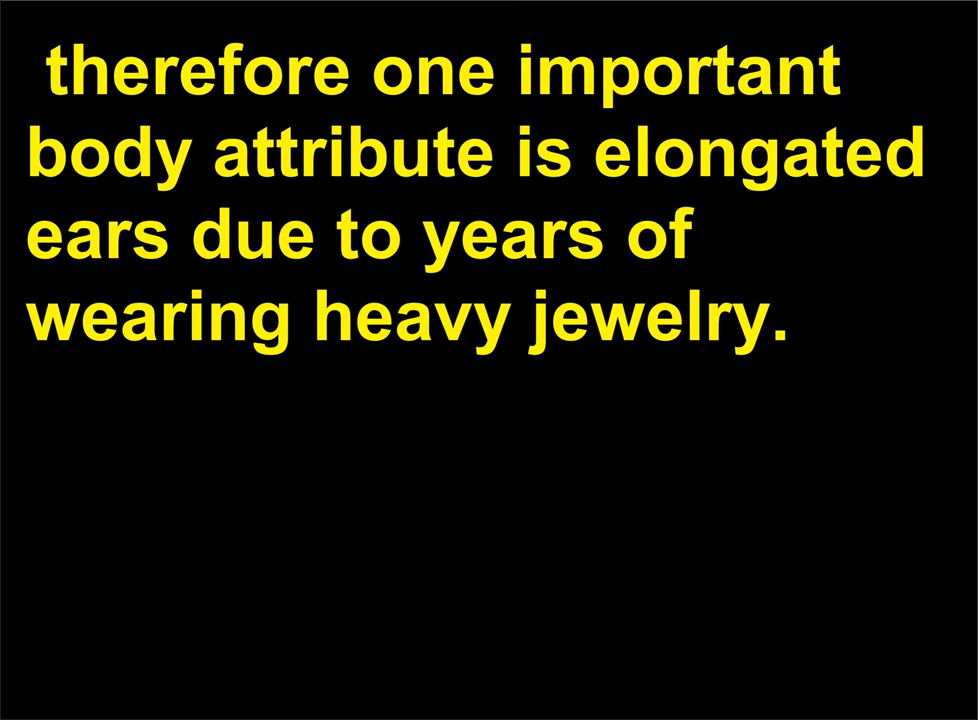 therefore one important
body attribute is elongated
ears due to years of
wearing heavy jewelry.